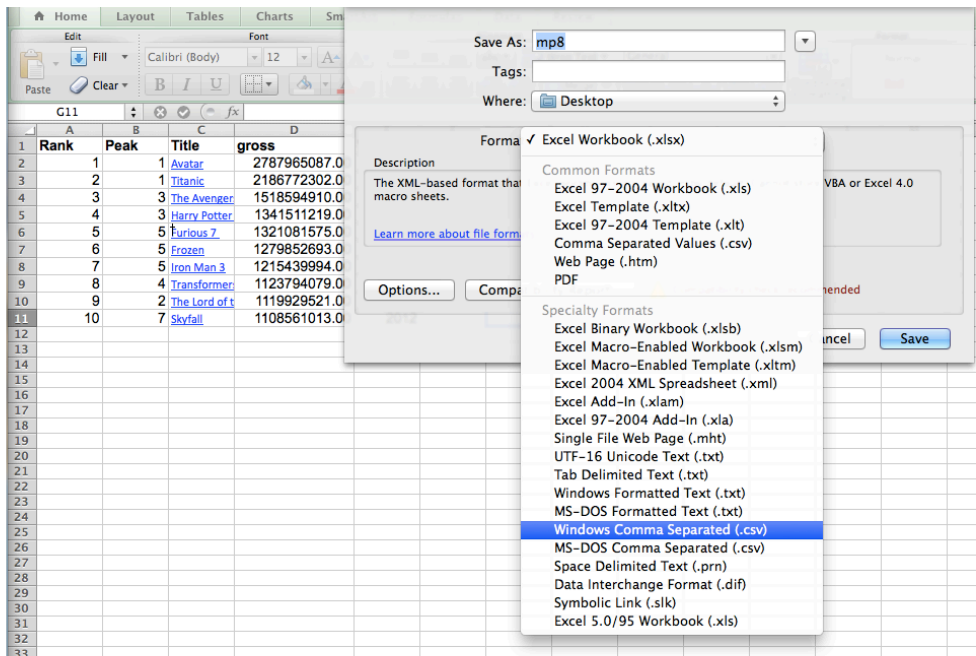 Home Layout Tables Charts
Edit Font
Paste Fill Calibri (Body) 12 A
Clear B I U
G11 fx
A B C D
1 Rank Peak Title gross
2 1 1 Avatar 2787965087.0
3 2 1 Titanic 2186772302.0
4 3 3 The Avenger 1518594910.0
5 4 3 Harry Potter 1341511219.0
6 5 5 Furious 7 1321081575.0
7 6 5 Frozen 1279852693.0
8 7 5 Iron Man 3 1215439994.0
9 8 4 Transformer 1123794079.0
10 9 2 The Lord of t 1119929521.0
11 10 7 Skyfall 1108561013.0
12
13
14
15
16
17
18
19
20
21
22
23
24
25
26
27
28
29
30
31
32
33
Save As: mp8
Tags:
Where: Desktop
Forma ✓ Excel Workbook (.xlsx)
Description
The XML-based format that VBA or Excel 4.0
macro sheets.
Learn more about file forma
Options... Compa mended
ancel Save
Common Formats
Excel 97-2004 Workbook (.xls)
Excel Template (.xltx)
Excel 97-2004 Template (.xlt)
Comma Separated Values (.csv)
Web Page (.htm)
PDF
Specialty Formats
Excel Binary Workbook (.xlsb)
Excel Macro-Enabled Workbook (.xlsm)
Excel Macro-Enabled Template (.xltm)
Excel 2004 XML Spreadsheet (.xml)
Excel Add-In (.xlam)
Excel 97-2004 Add-In (.xla)
Single File Web Page (.mht)
UTF-16 Unicode Text (.txt)
Tab Delimited Text (.txt)
Windows Formatted Text (.txt)
MS-DOS Formatted Text (.txt)
Windows Comma Separated (.csv)
MS-DOS Comma Separated (.csv)
Space Delimited Text (.prn)
Data Interchange Format (.dif)
Symbolic Link (.slk)
Excel 5.0/95 Workbook (.xls)